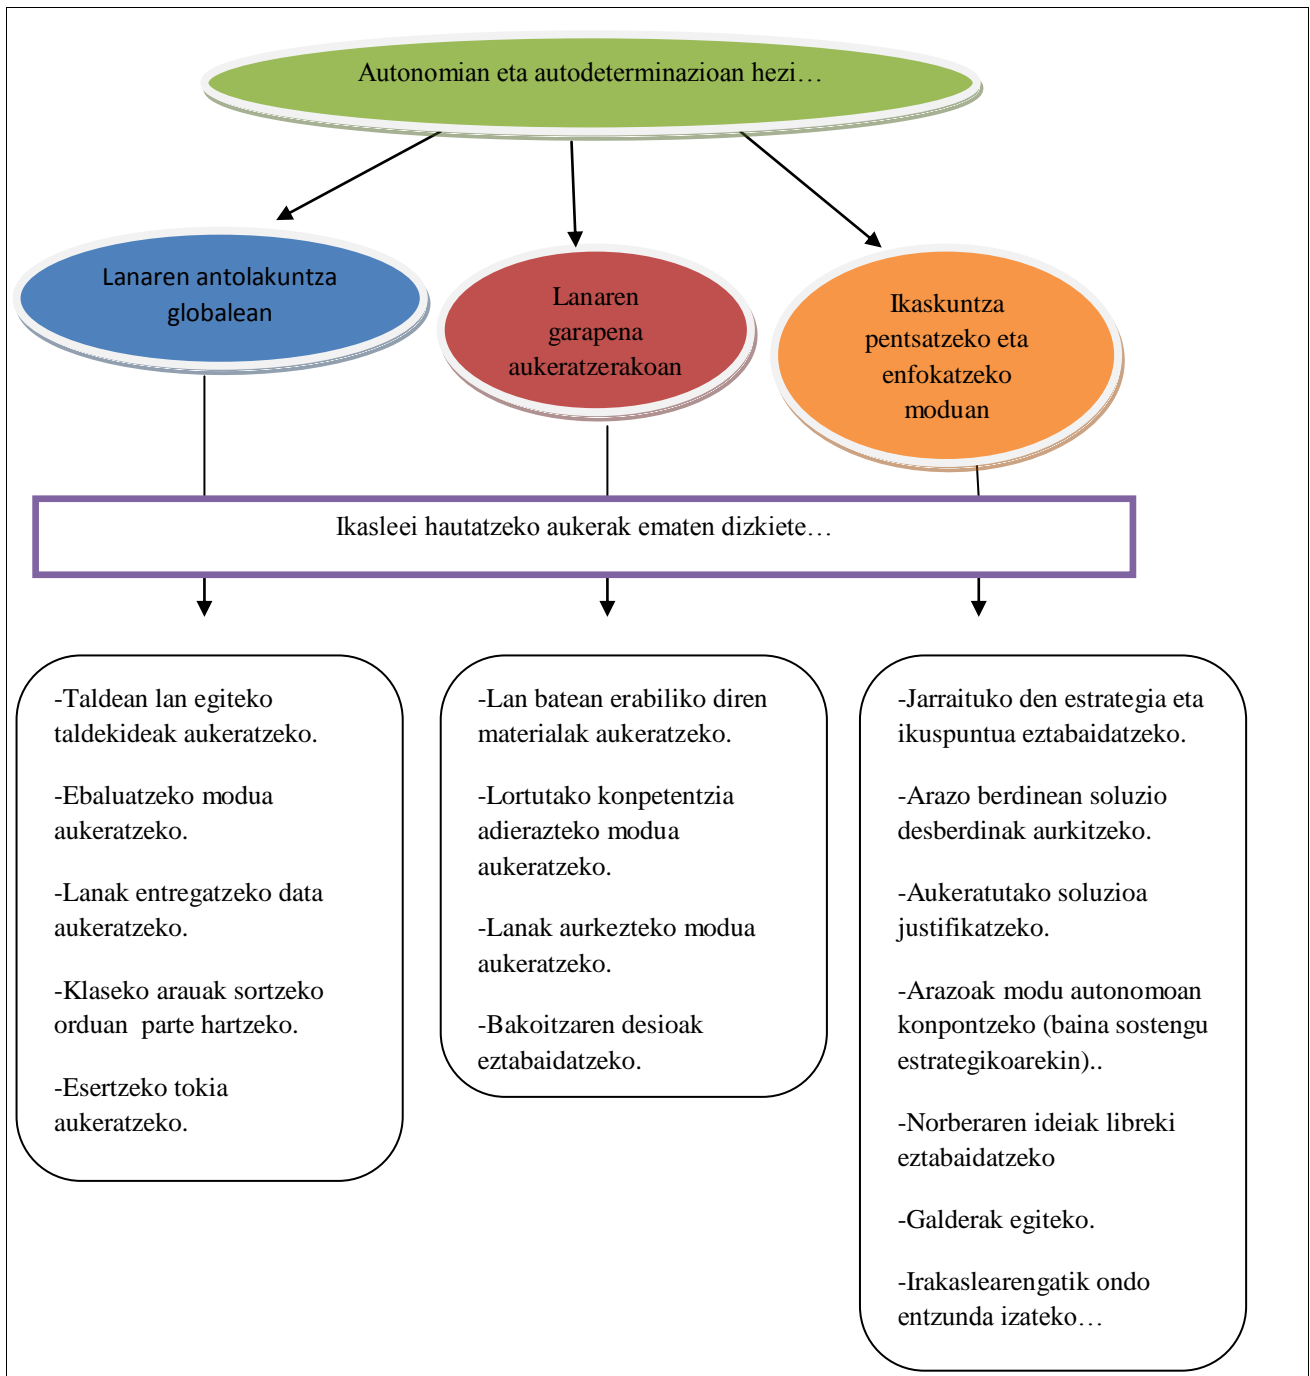 Autonomian eta autodeterminazioan hezi…
Lanaren antolakuntza
globalean
Lanaren
garapena
aukeratzerakoan
Ikaskuntza
pentsatzeko eta
enfokatzeko
moduan
Ikasleei hautatzeko aukerak ematen dizkiete…
-Taldean lan egiteko
taldekideak aukeratzeko.
-Ebaluatzeko modua
aukeratzeko.
-Lanak entregatzeko data
aukeratzeko.
-Klaseko arauak sortzeko
orduan  parte hartzeko.
-Esertzeko tokia
aukeratzeko.
-Lan batean erabiliko diren
materialak aukeratzeko.
-Lortutako konpetentzia
adierazteko modua
aukeratzeko.
-Lanak aurkezteko modua
aukeratzeko.
-Bakoitzaren desioak
eztabaidatzeko.
-Jarraituko den estrategia eta
ikuspuntua eztabaidatzeko.
-Arazo berdinean soluzio
desberdinak aurkitzeko.
-Aukeratutako soluzioa
justifikatzeko.
-Arazoak modu autonomoan
konpontzeko (baina sostengu
estrategikoarekin)..
-Norberaren ideiak libreki
eztabaidatzeko
-Galderak egiteko.
-Irakaslearengatik ondo
entzunda izateko…